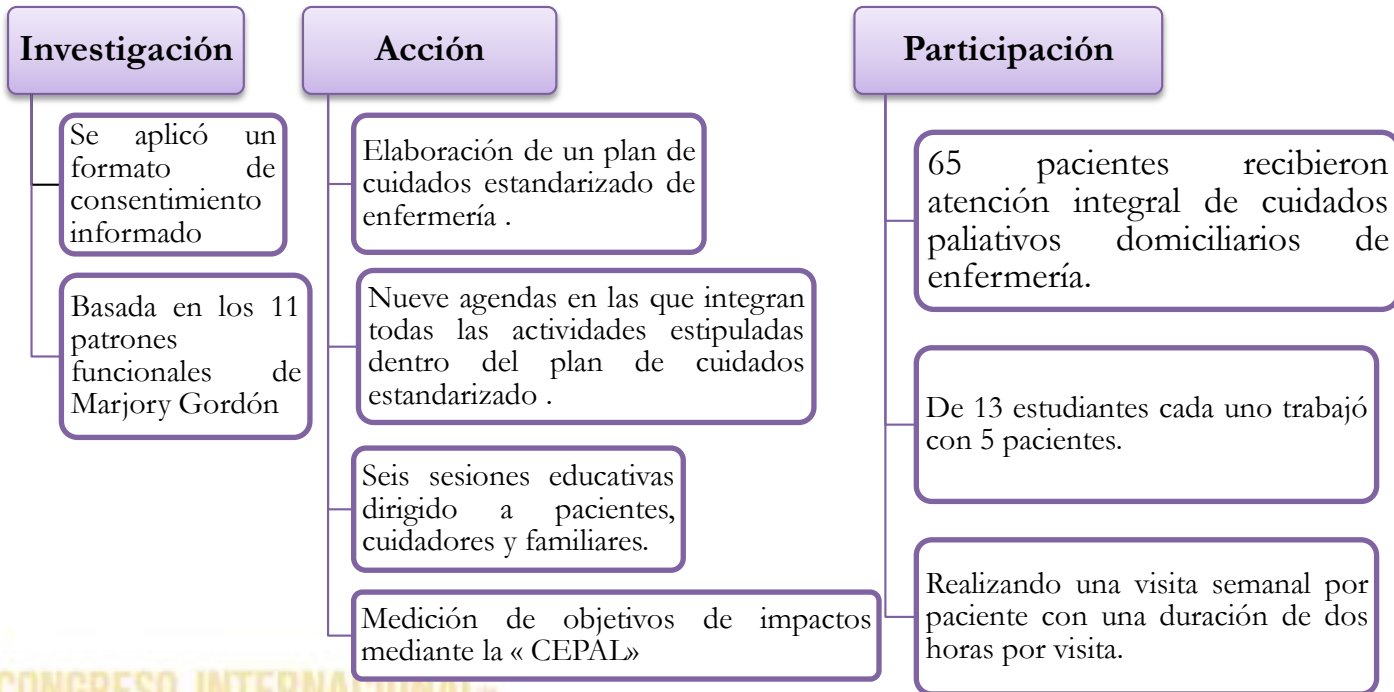 Investigación
Se aplicó un
formato de
consentimiento
informado
Basada en los 11
patrones
funcionales de
Marjory Gordón
Acción
Elaboración de un plan de
cuidados estandarizado de
enfermería .
Nueve agendas en las que integran
todas las actividades estipuladas
dentro del plan de cuidados
estandarizado .
Seis sesiones educativas
dirigido a pacientes,
cuidadores y familiares.
Medición de objetivos de impactos
mediante la « CEPAL»
Participación
65 pacientes recibieron
atención integral de cuidados
paliativos domiciliarios de
enfermería.
De 13 estudiantes cada uno trabajó
con 5 pacientes.
Realizando una visita semanal por
paciente con una duración de dos
horas por visita.
CONGRESO INTERNACIONAL